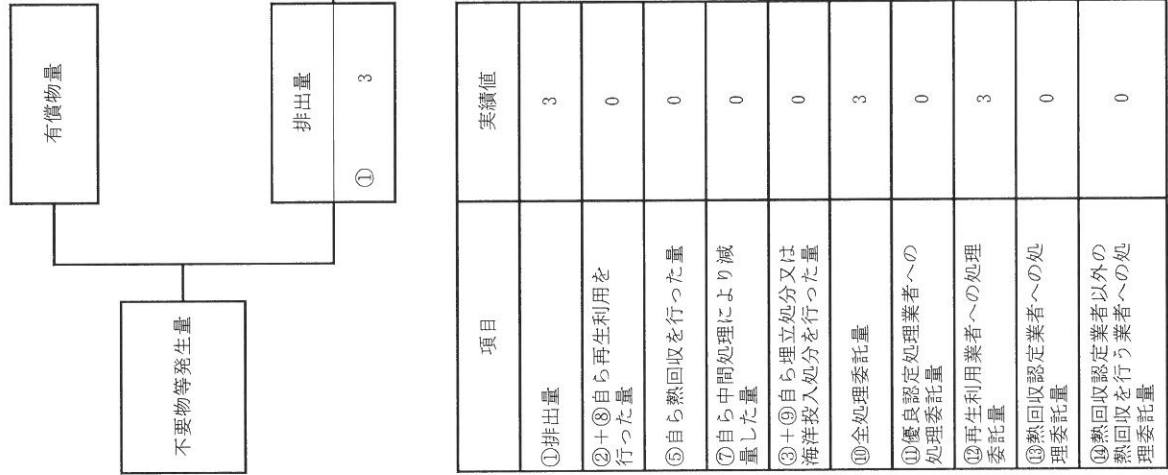 不要物等発生量
有償物量
排出量
① 3
項目 実績値
①排出量 3
②+⑧自ら再生利用を
行った量 0
⑤自ら熱回収を行った量 0
⑦自ら中間処理により減
量した量 0
③+⑨自ら埋立処分又は
海洋投入処分を行った量 0
⑩全処理委託量 3
⑪優良認定処理業者への
処理委託量 0
⑫再生利用業者への処理
委託量 3
⑬熱回収認定業者への処
理委託量 0
⑭熱回収認定業者以外の
熱回収を行う業者への処
理委託量 0